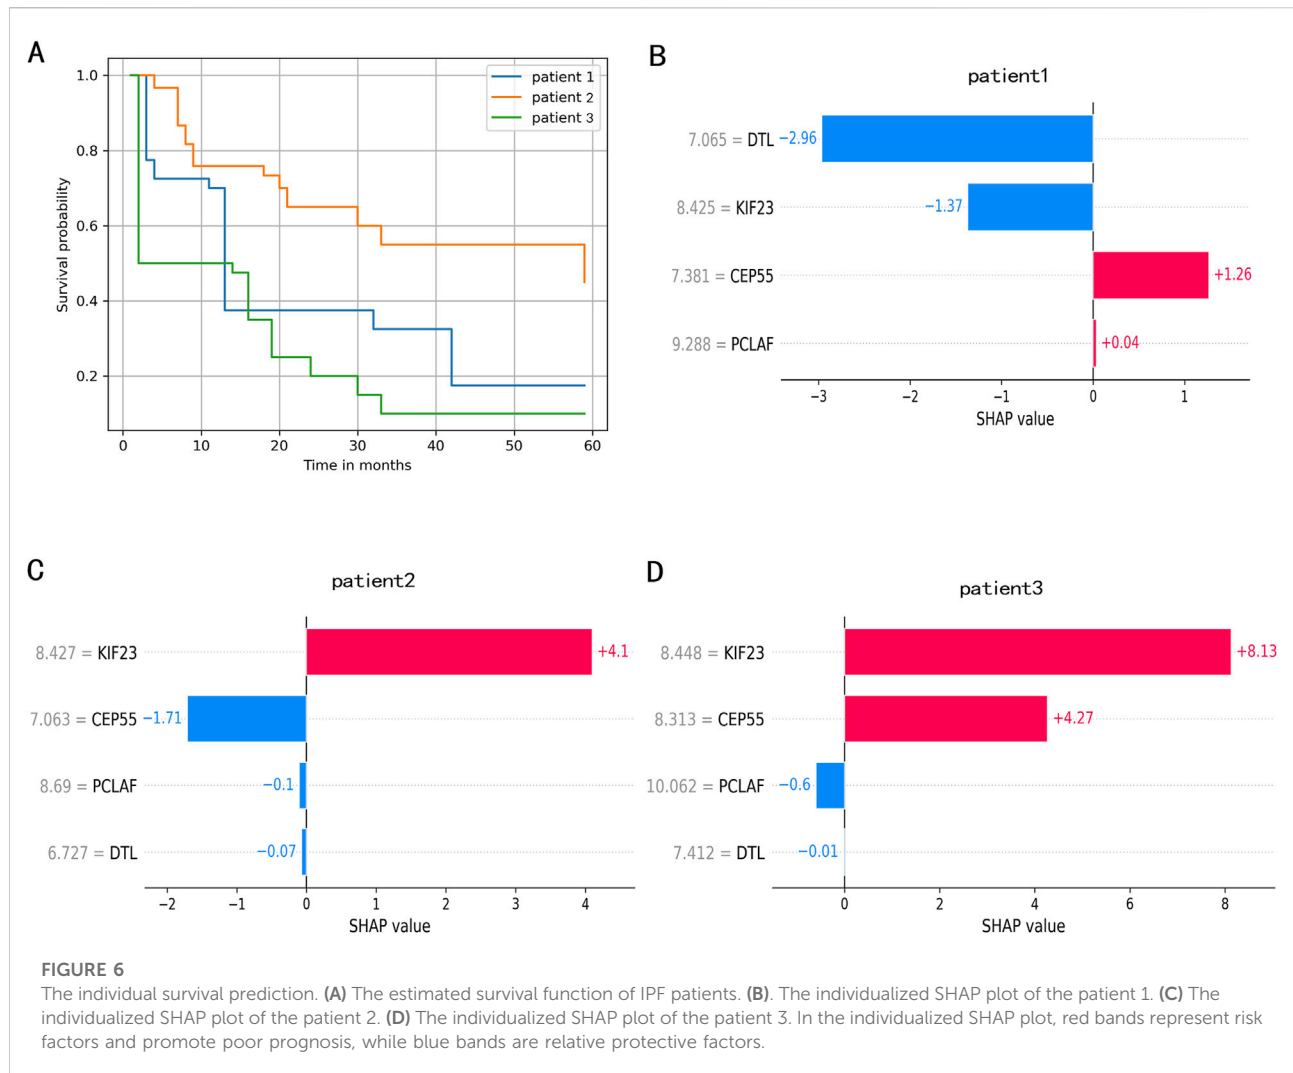 A
patient 1
patient 2
patient 3
1.0
0.8
0.6
0.4
0.2
Survival probability
0 10 20 30 40 50 60
Time in months
B
patient1
7.065 = DTL −2.96
8.425 = KIF23 −1.37
7.381 = CEP55 +1.26
9.288 = PCLAF +0.04
−3 −2 −1 0 1
SHAP value
C
patient2
8.427 = KIF23 +4.1
7.063 = CEP55 −1.71
8.69 = PCLAF −0.1
6.727 = DTL −0.07
−2 −1 0 1 2 3 4
SHAP value
D
patient3
8.448 = KIF23 +8.13
8.313 = CEP55 +4.27
10.062 = PCLAF −0.6
7.412 = DTL −0.01
0 2 4 6 8
SHAP value
FIGURE 6
The individual survival prediction. (A) The estimated survival function of IPF patients. (B). The individualized SHAP plot of the patient 1. (C) The
individualized SHAP plot of the patient 2. (D) The individualized SHAP plot of the patient 3. In the individualized SHAP plot, red bands represent risk
factors and promote poor prognosis, while blue bands are relative protective factors.